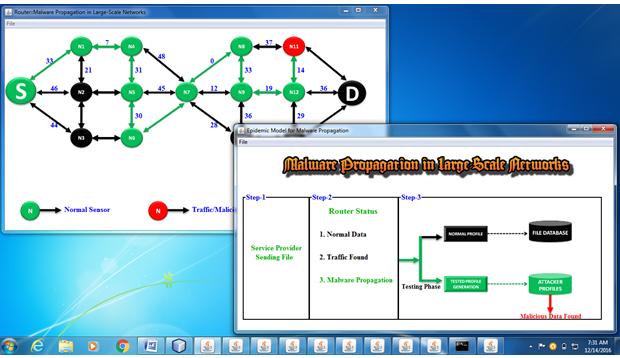 Router::Malware Propagation in Large-Scale Networks
File
7
N1
N4
48
N8
37
N11
33
0
21
31
33
14
S
46
N2
N5
45
N7
12
N9
19
N12
36
D
44
30
28
36
29
N3
N6
N
Normal Sensor
N
Traffic/Malici
Epidemic Model for Malware Propagation
File
Malware Propagation in Large Scale Networks
Step-1
Service Provider
Sending File
Step-2
Router Status
1. Normal Data
2. Traffic Found
3. Malware Propagation
Step-3
Testing Phase
NORMAL PROFILE
FILE DATABASE
TESTED PROFILE
GENERATION
ATTACKER
PROFILES
Malicious Data Found
7:31 AM
12/14/2016